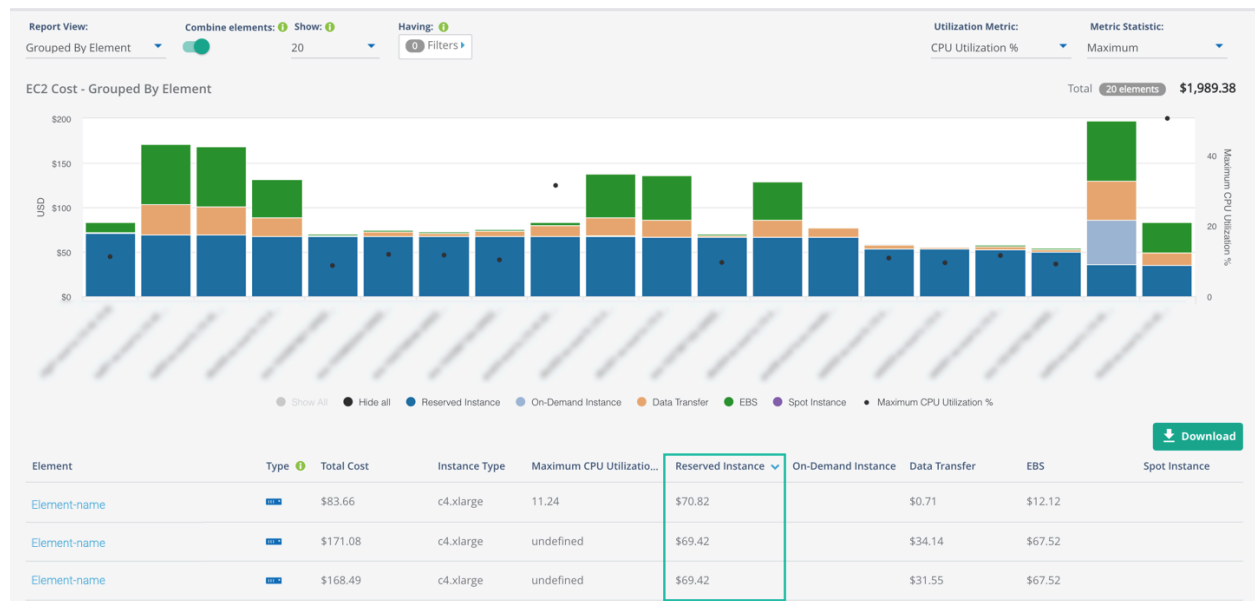 Report View: Combine elements: Show: Having: Utilization Metric: Metric Statistic:
Grouped By Element 20 0 Filters CPU Utilization % Maximum
EC2 Cost - Grouped By Element Total 20 elements $1,989.38
$200
$150
$100
$50
$0
USD
40
20
0
Maximum CPU Utilization %
Show All Hide all Reserved Instance On-Demand Instance Data Transfer EBS Spot Instance Maximum CPU Utilization %
Download
Element Type Total Cost Instance Type Maximum CPU Utilizatio... Reserved Instance On-Demand Instance Data Transfer EBS Spot Instance
Element-name $83.66 c4.xlarge 11.24 $70.82 $0.71 $12.12
Element-name $171.08 c4.xlarge undefined $69.42 $34.14 $67.52
Element-name $168.49 c4.xlarge undefined $69.42 $31.55 $67.52